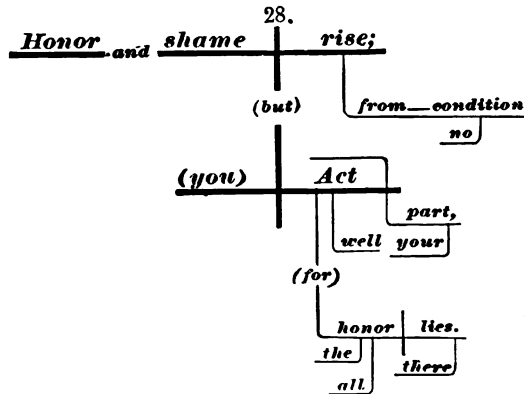 28.
Honor and shame rise;
(but)
from condition
no
(you) Act
part,
well your
(for)
honor lies.
the there
all